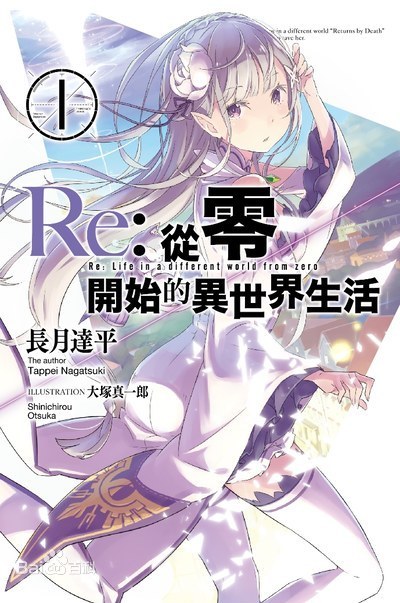 in a different world "Returns by Death"
save her.
1
Re:從零
Re: Life in a different world from zero
開始的異世界生活
長月達平
The author
Tappei Nagatsuki
ILLUSTRATION 大塚真一郎
Shinichirou
Otsuka
Baidu百科